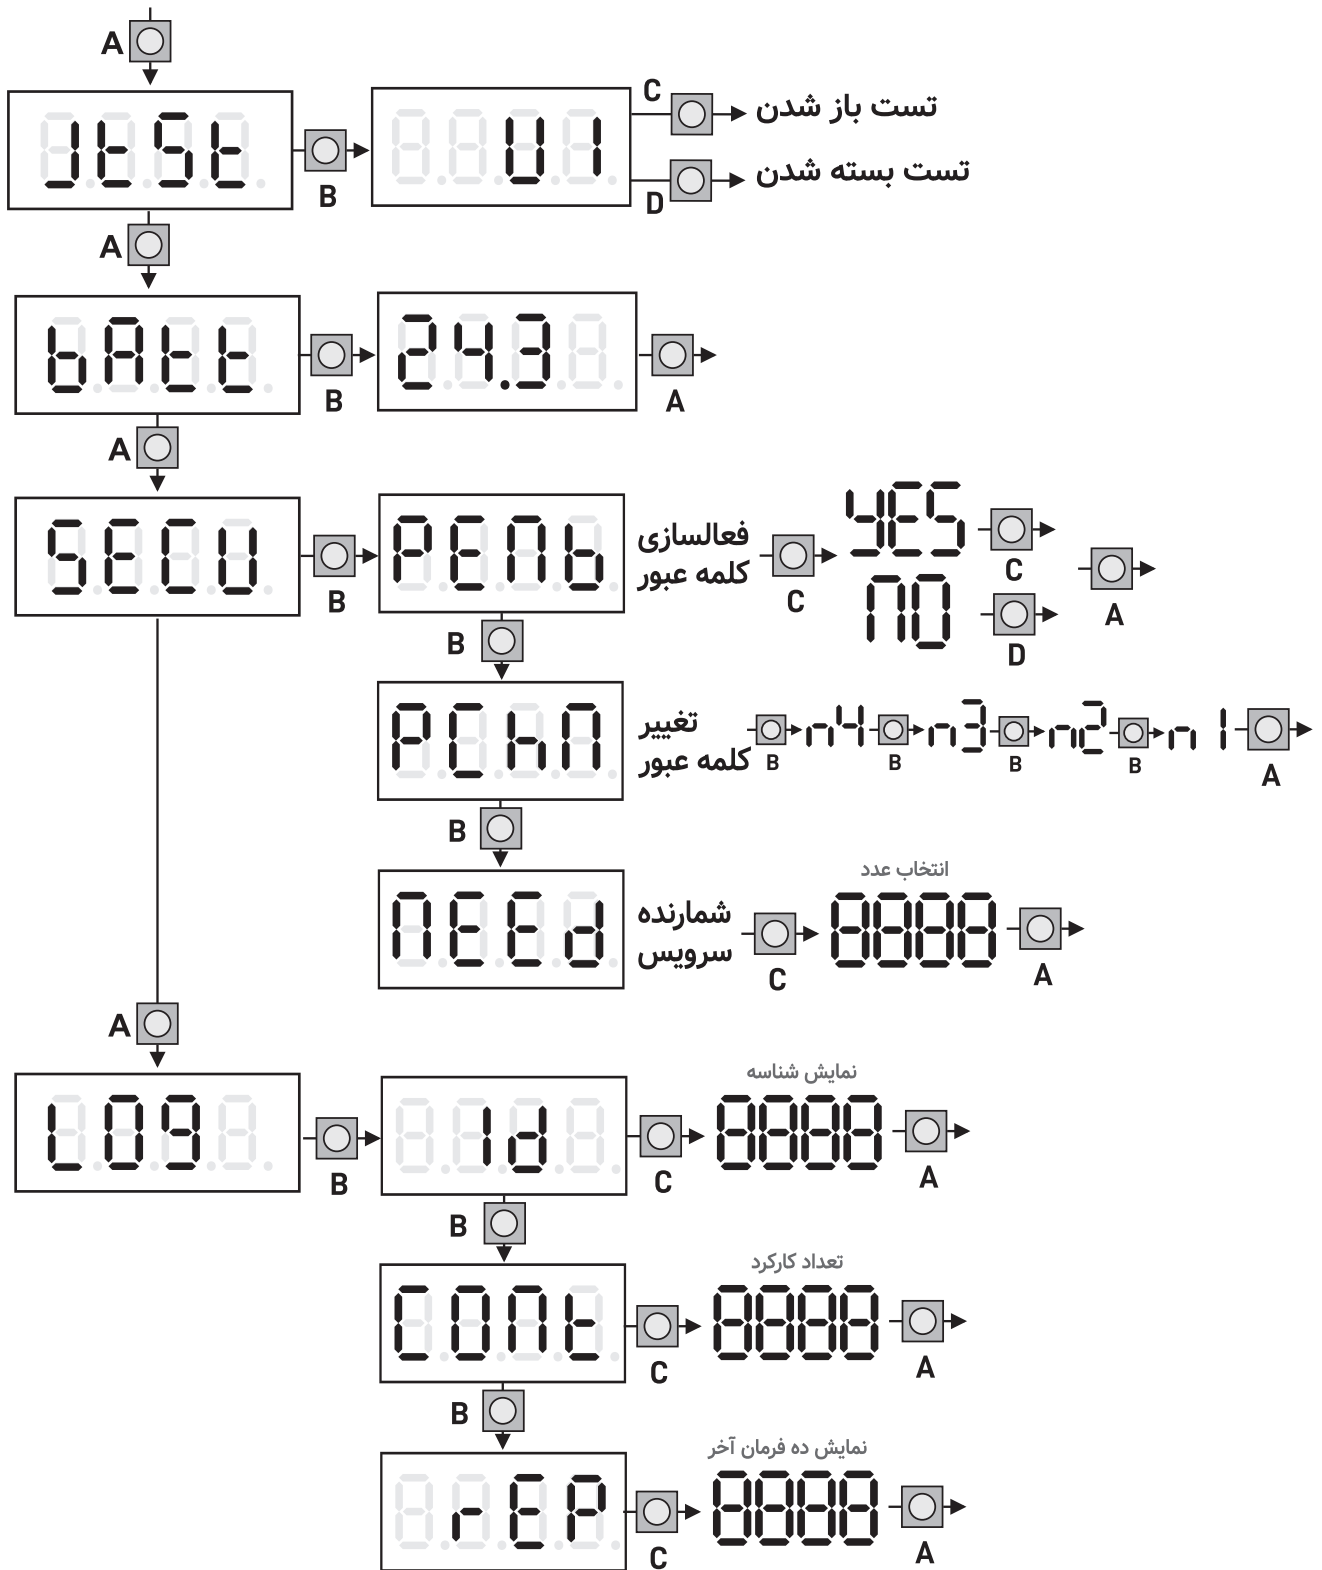 A
JtSt
B
U1
C
تست باز شدن
D
تست بسته شدن
A
bAtt
B
24.3
A
A
SECU
B
PEnb
فعالسازی
کلمه عبور
C
YES
C
nO
D
A
B
PChn
تغییر
کلمه عبور
B
n4
B
n3
B
n2
B
n 1
A
B
nEEd
شمارنده
سرویس
C
انتخاب عدد
8888
A
A
LO9
B
Id
C
نمایش شناسه
8888
A
B
COnt
C
تعداد کارکرد
8888
A
B
rEP
C
نمایش ده فرمان آخر
8888
A